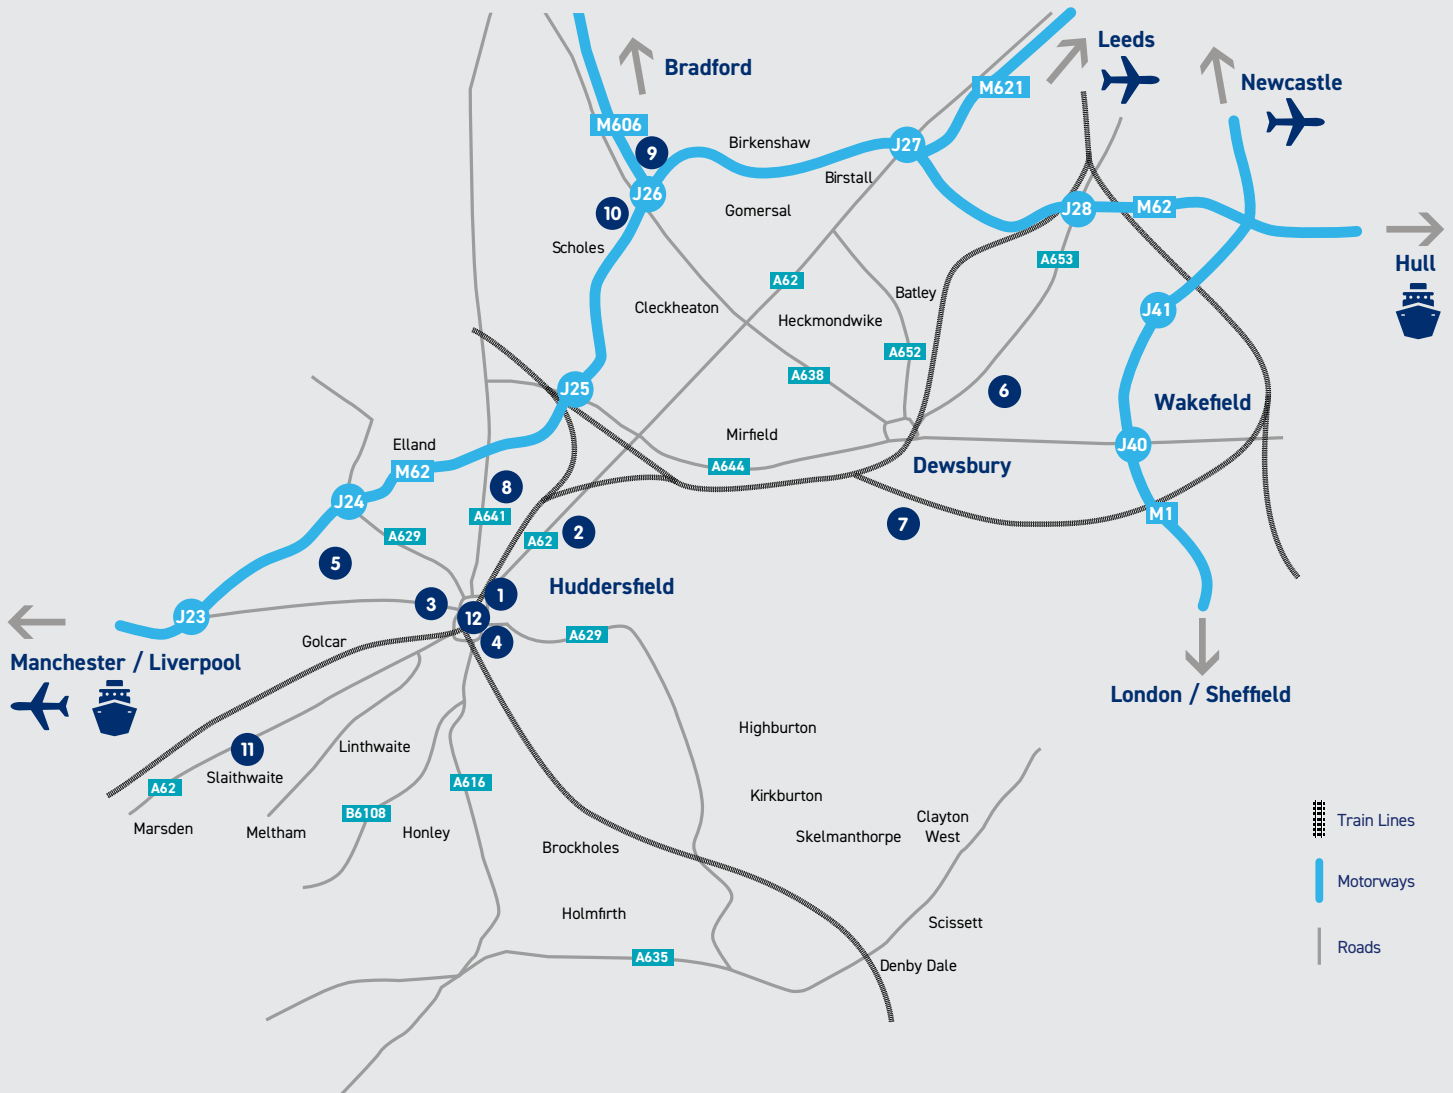 Leeds
Bradford
Newcastle
M621
M606
9
Birkenshaw
J27
Birstall
J26
10
Gomersal
J28
M62
Scholes
A653
Hull
A62
Batley
Cleckheaton
Heckmondwike
J41
A652
A638
J25
6
Wakefield
Mirfield
Elland
M62
A644
Dewsbury
J40
8
J24
A641
M1
7
A629
A62
2
5
Huddersfield
1
3
12
J23
4
A629
Golcar
Manchester / Liverpool
London / Sheffield
Highburton
11
Linthwaite
Slaithwaite
A62
A616
Kirkburton
B6108
Marsden
Meltham
Honley
Clayton
West
Skelmanthorpe
Train Lines
Brockholes
Motorways
Holmfirth
Scissett
Roads
A635
Denby Dale